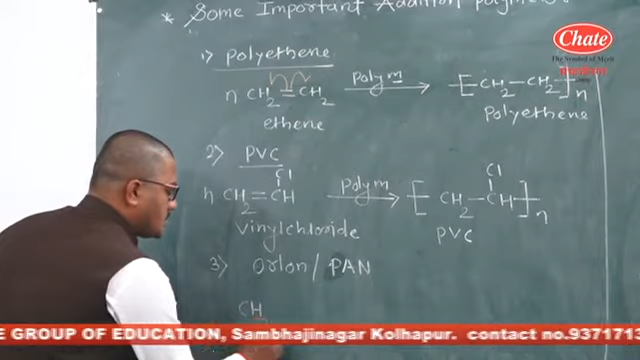 * Some Important Addition polymers.
Chate
The Symbol of Merit
1) polyethene
n CH2=CH2 polym → -[CH2-CH2-]n
ethene
Polyethene
2) PVC
Cl
Cl
n CH2=CH polym → -[CH2-CH-]n
vinylchloride
PVC
3) Orlon/PAN
CH
E GROUP OF EDUCATION, Sambhajinagar Kolhapur. contact no.9371713